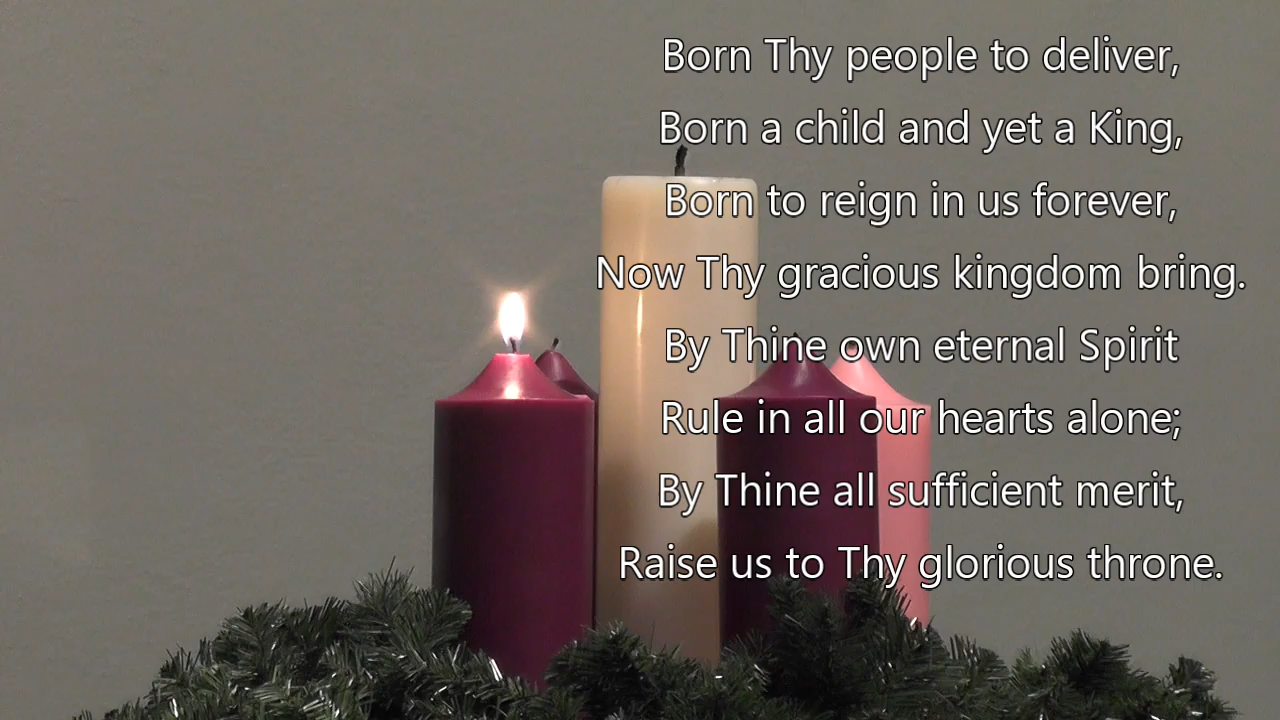 Born Thy people to deliver,
Born a child and yet a King,
Born to reign in us forever,
Now Thy gracious kingdom bring.
By Thine own eternal Spirit
Rule in all our hearts alone;
By Thine all sufficient merit,
Raise us to Thy glorious throne.